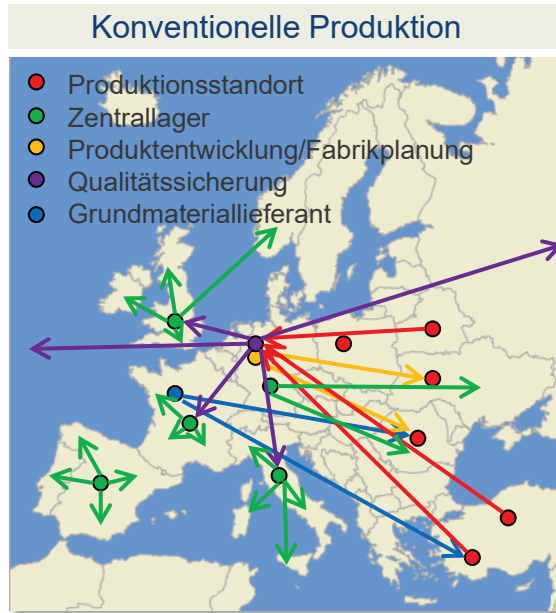 Konventionelle Produktion
Produktionsstandort
Zentrallager
Produktentwicklung/Fabrikplanung
Qualitätssicherung
Grundmateriallieferant